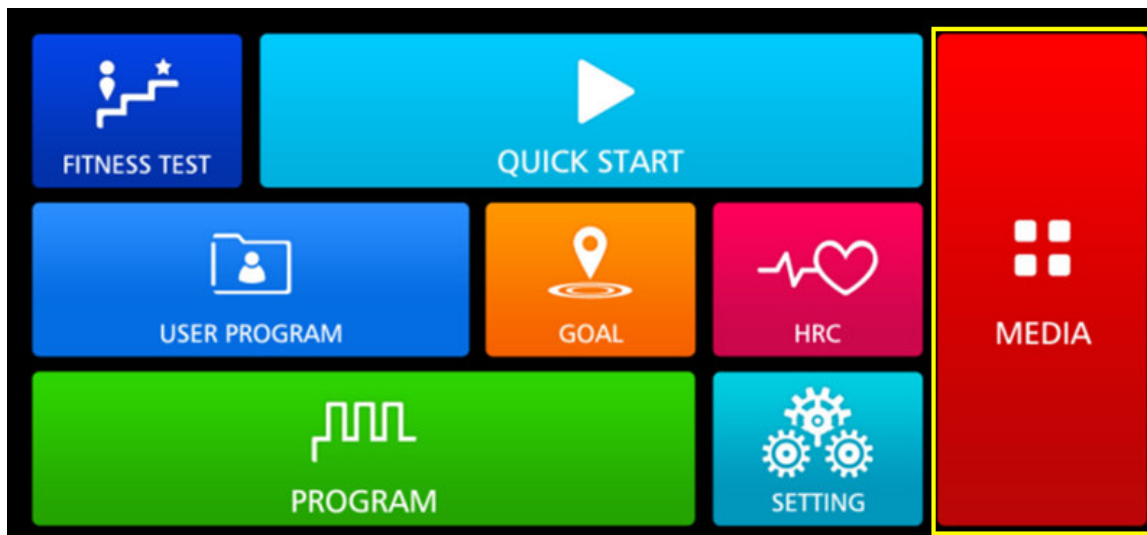 FITNESS TEST
QUICK START
USER PROGRAM
GOAL
HRC
MEDIA
PROGRAM
SETTING